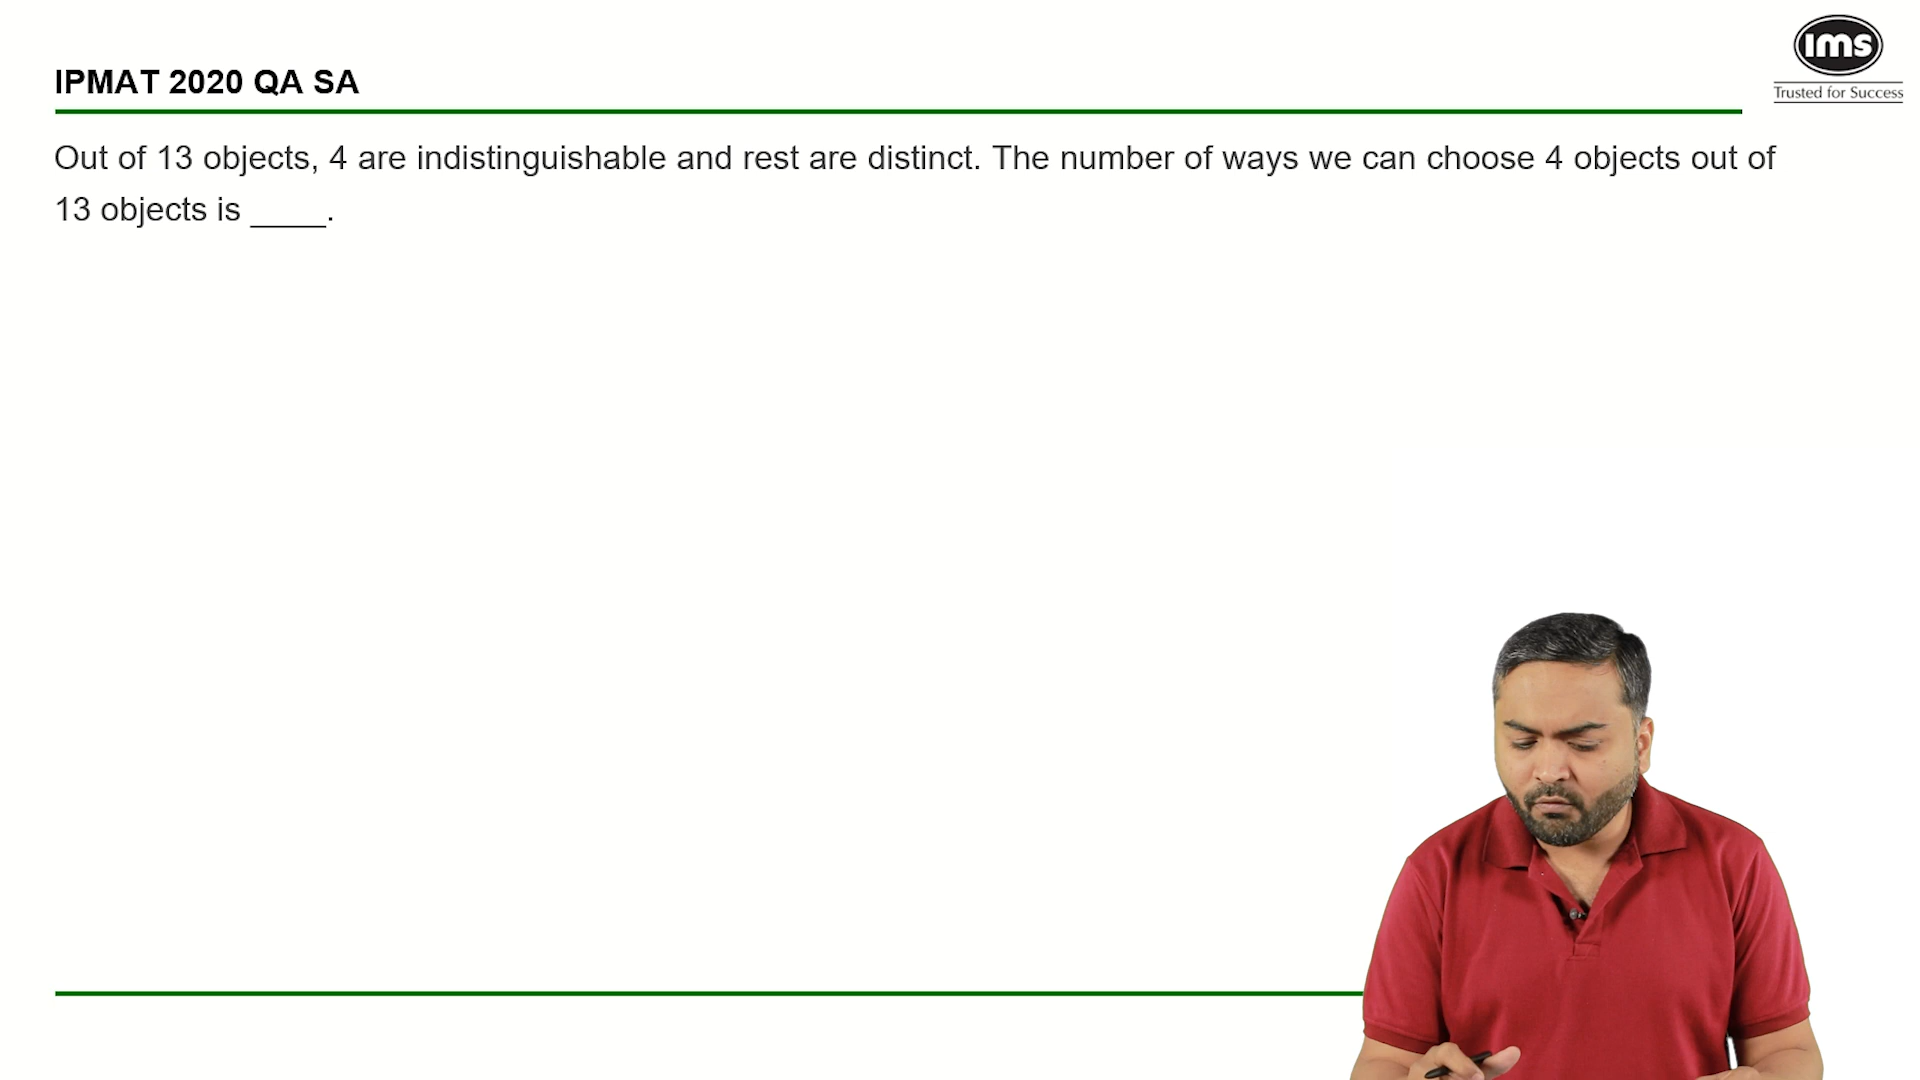 ims
Trusted for Success
IPMAT 2020 QA SA
Out of 13 objects, 4 are indistinguishable and rest are distinct. The number of ways we can choose 4 objects out of
13 objects is ____.